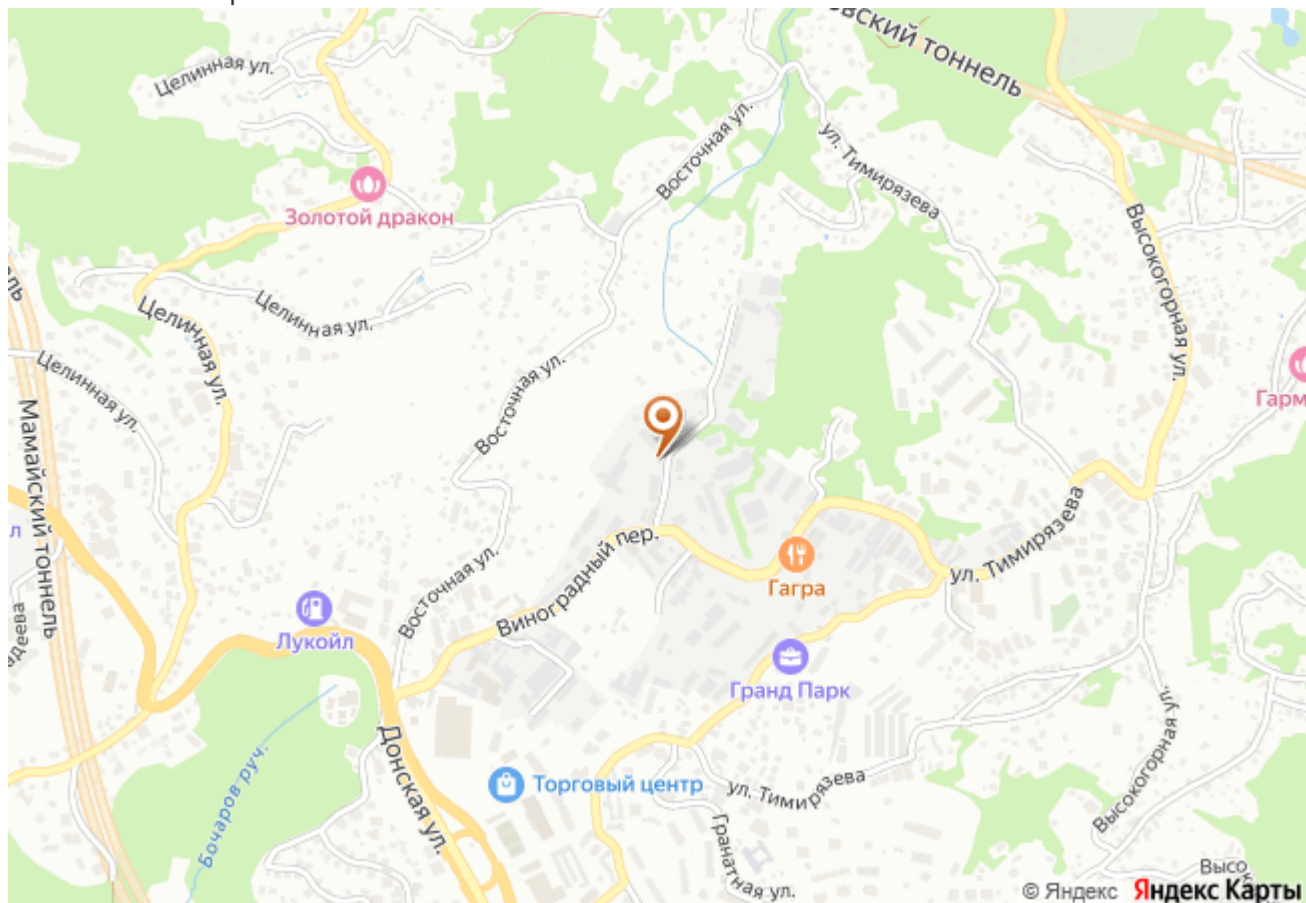 ВСКИЙ ТОННЕЛЬ
Целинная ул.
Восточная ул.
ул. Тимирязева
Золотой дракон
Высокогорная ул.
Целинная ул.
Целинная ул.
Целинная ул.
Восточная ул.
Гарм
Мамайский тоннель
Виноградный пер.
ул. Тимирязева
Гагра
Восточная ул.
Лукойл
Гранд Парк
Донская ул.
Бочаров руч.
Торговый центр
ул. Тимирязева
Гранатная ул.
Высокогорная ул.
Высо
© Яндекс Яндекс Карты